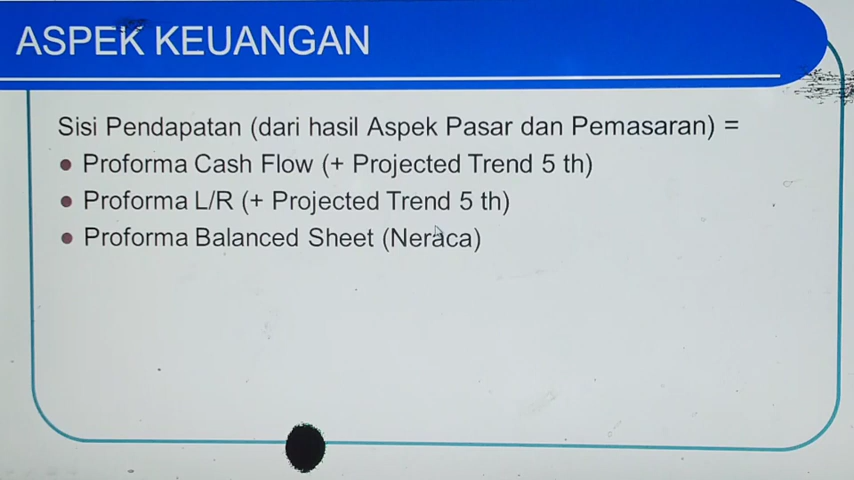 ASPEK KEUANGAN
Sisi Pendapatan (dari hasil Aspek Pasar dan Pemasaran) =
Proforma Cash Flow (+ Projected Trend 5 th)
Proforma L/R (+ Projected Trend 5 th)
Proforma Balanced Sheet (Neraca)